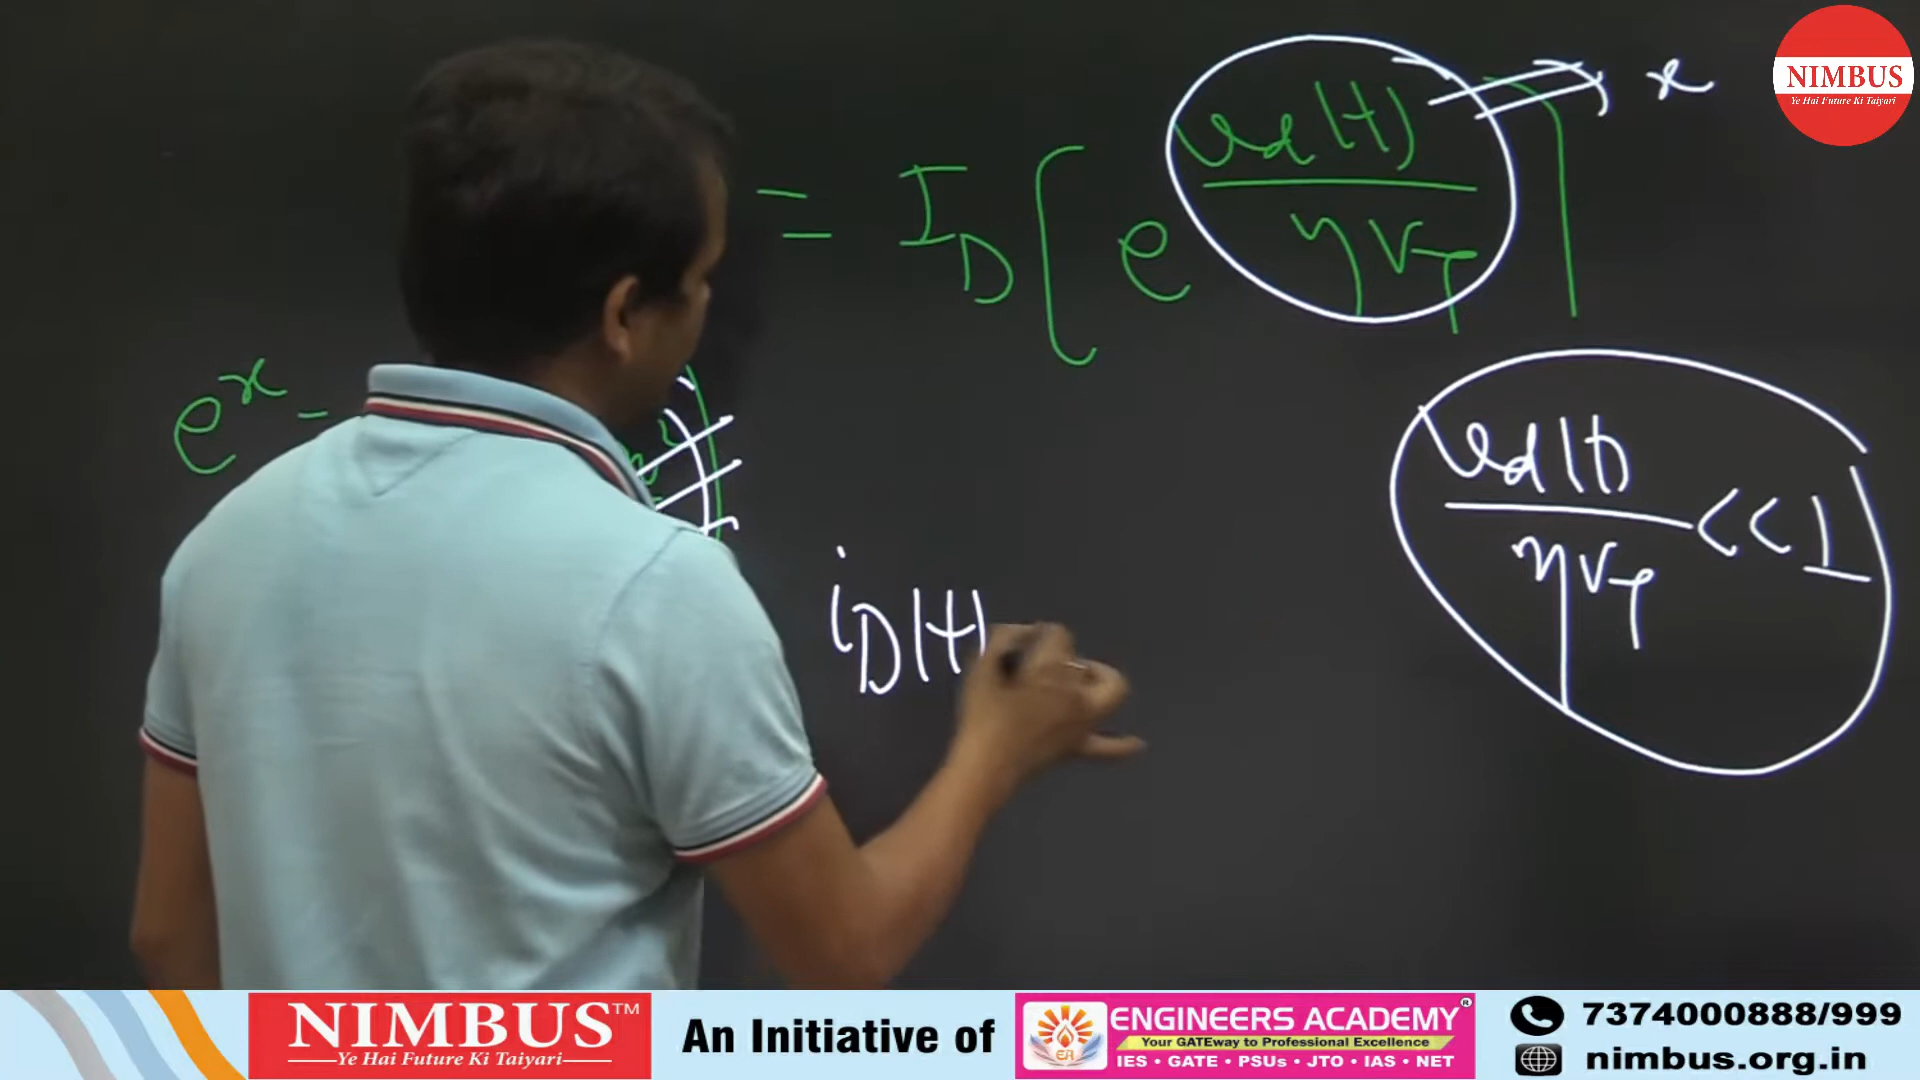 NIMBUS
Ye Hai Future Ki Taiyari
= I_D [ e^{v_d(t)/ηV_T} ] x
e^x =
v_d(t)/ηV_T << 1
i_D(t)
NIMBUS™
Ye Hai Future Ki Taiyari
An Initiative of
EA
ENGINEERS ACADEMY®
Your GATEway to Professional Excellence
IES • GATE • PSUs • JTO • IAS • NET
7374000888/999
nimbus.org.in